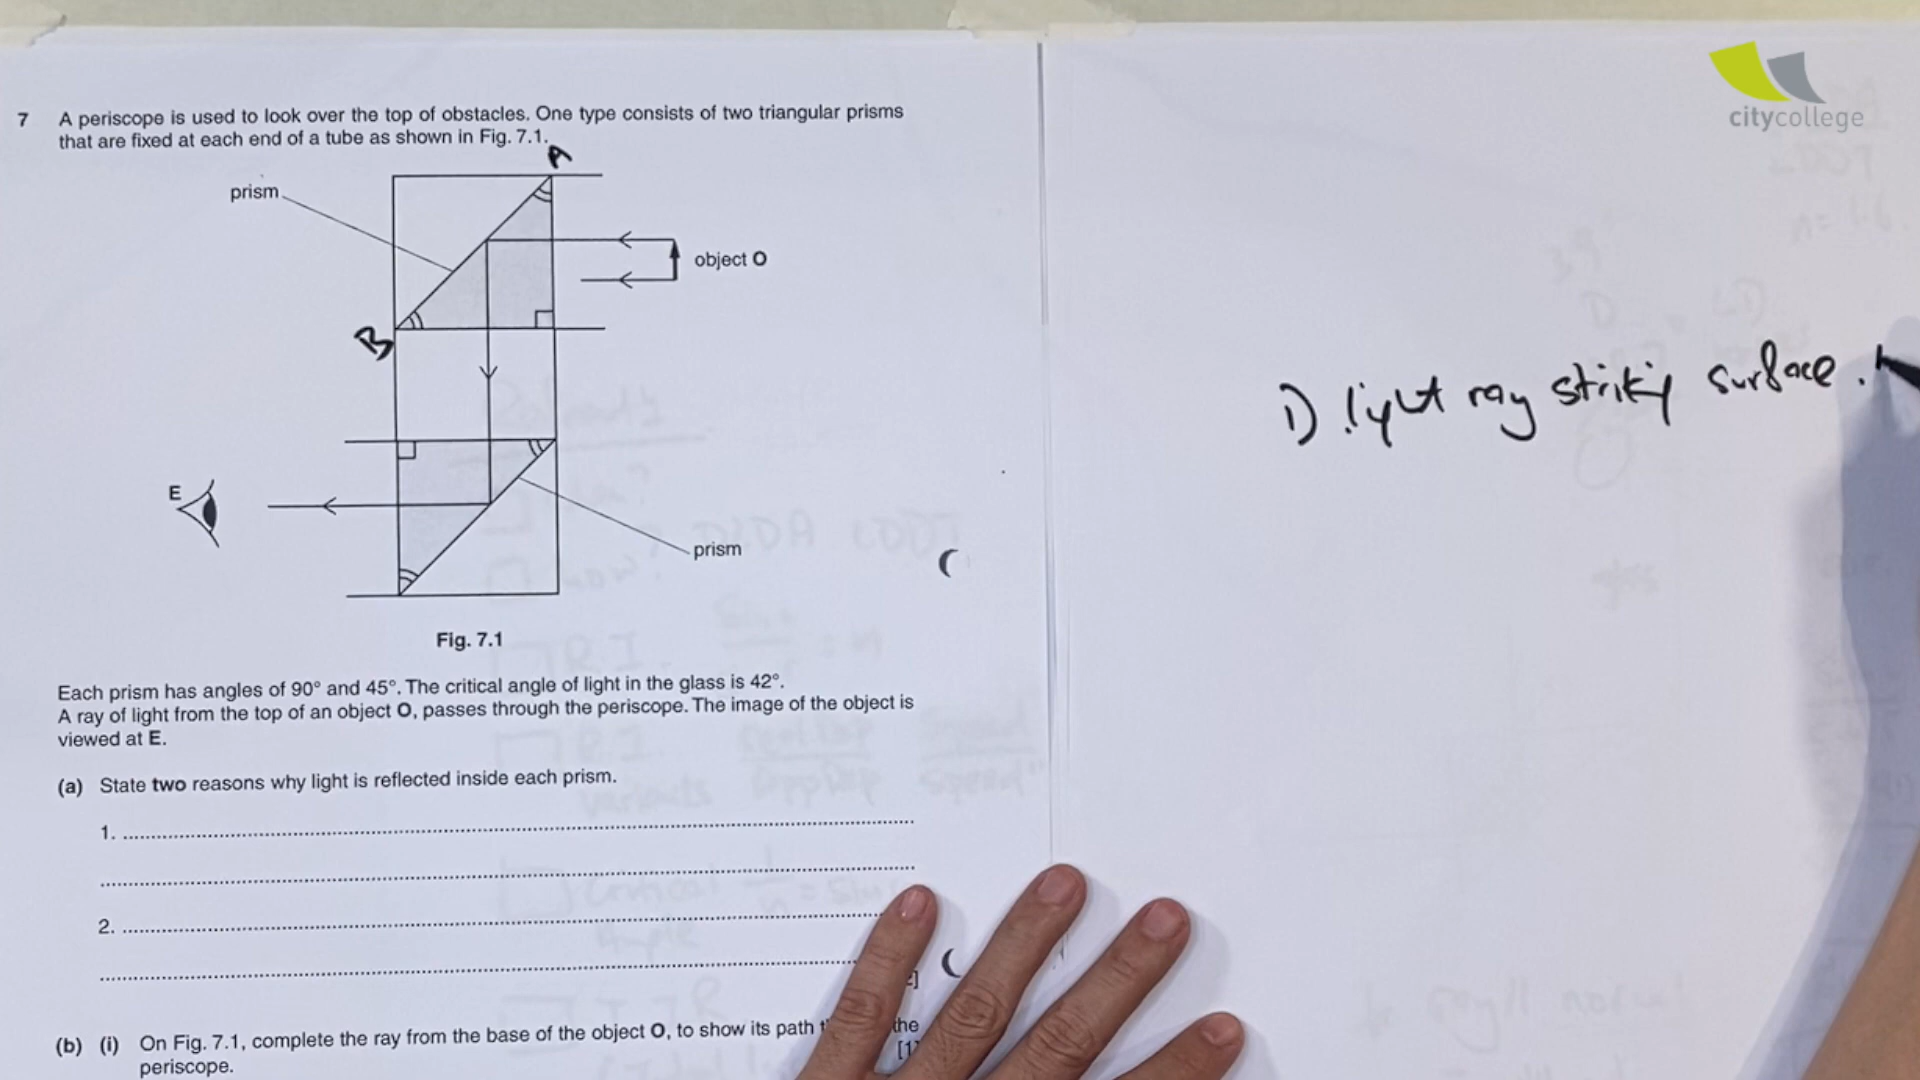 citycollege
7 A periscope is used to look over the top of obstacles. One type consists of two triangular prisms
that are fixed at each end of a tube as shown in Fig. 7.1.
A
prism
object O
B
E
prism
Fig. 7.1
Each prism has angles of 90° and 45°. The critical angle of light in the glass is 42°.
A ray of light from the top of an object O, passes through the periscope. The image of the object is
viewed at E.
(a) State two reasons why light is reflected inside each prism.
1.
2.
(b) (i) On Fig. 7.1, complete the ray from the base of the object O, to show its path the
periscope.
1) light ray striking surface.